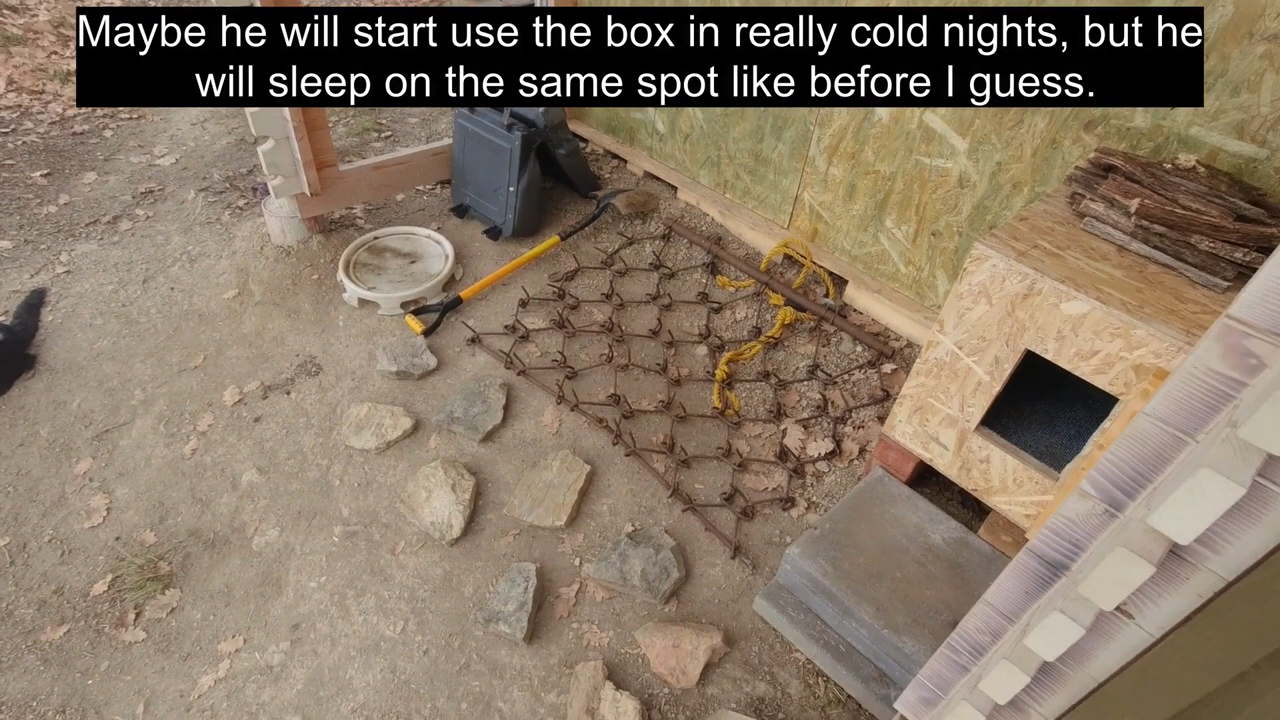 Maybe he will start use the box in really cold nights, but he
will sleep on the same spot like before I guess.